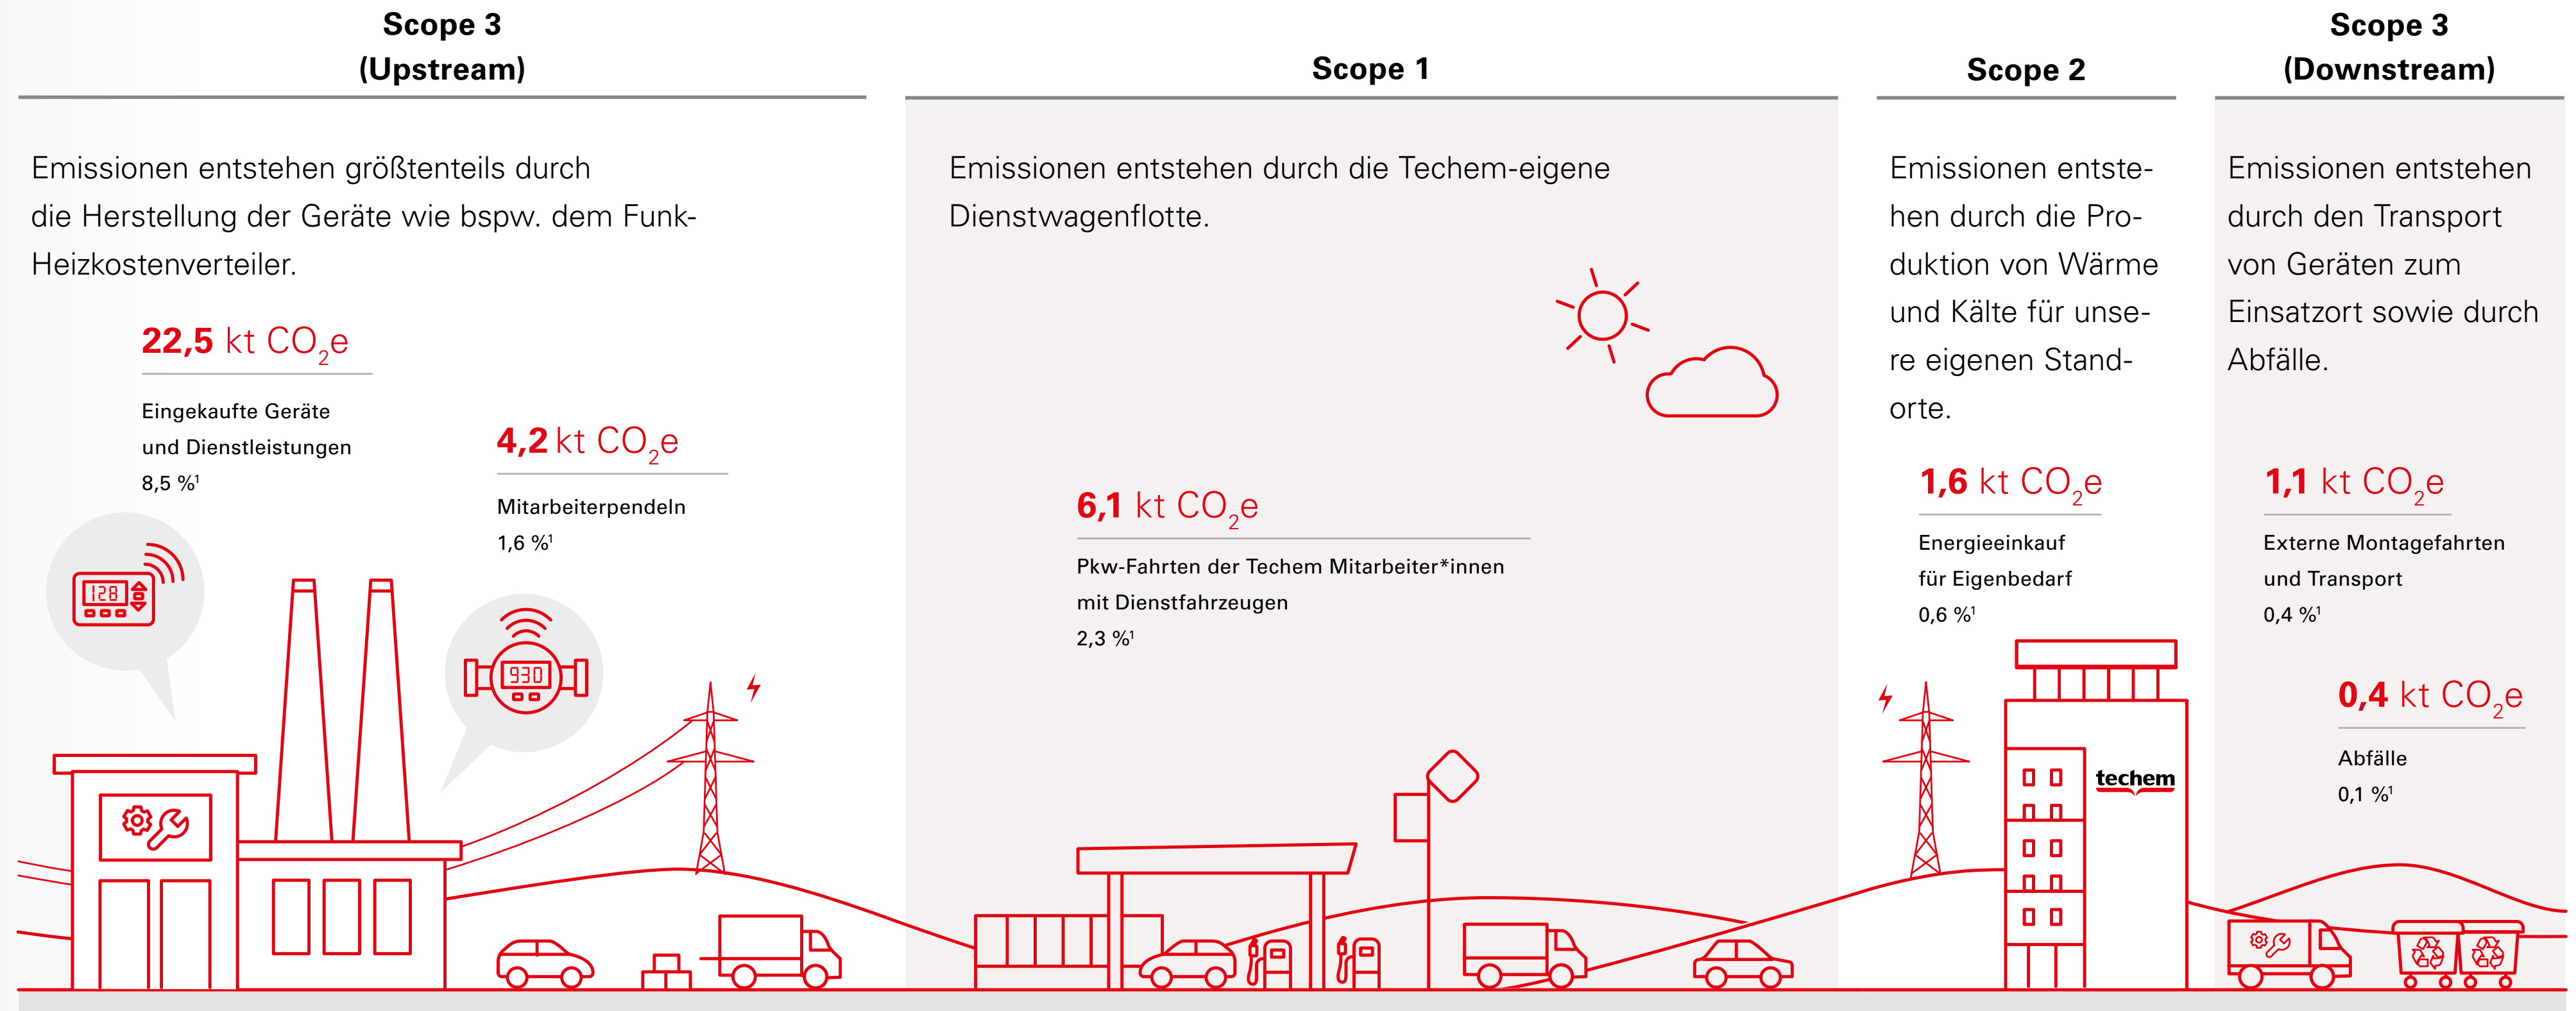 Scope 3
(Upstream)
Emissionen entstehen größtenteils durch
die Herstellung der Geräte wie bspw. dem Funk-
Heizkostenverteiler.
22,5 kt CO₂e
Eingekaufte Geräte
und Dienstleistungen
8,5 %¹
4,2 kt CO₂e
Mitarbeiterpendeln
1,6 %¹
128
930
Scope 1
Emissionen entstehen durch die Techem-eigene
Dienstwagenflotte.
6,1 kt CO₂e
Pkw-Fahrten der Techem Mitarbeiter*innen
mit Dienstfahrzeugen
2,3 %¹
Scope 2
Emissionen entste-
hen durch die Pro-
duktion von Wärme
und Kälte für unse-
re eigenen Stand-
orte.
1,6 kt CO₂e
Energieeinkauf
für Eigenbedarf
0,6 %¹
techem
Scope 3
(Downstream)
Emissionen entstehen
durch den Transport
von Geräten zum
Einsatzort sowie durch
Abfälle.
1,1 kt CO₂e
Externe Montagefahrten
und Transport
0,4 %¹
0,4 kt CO₂e
Abfälle
0,1 %¹